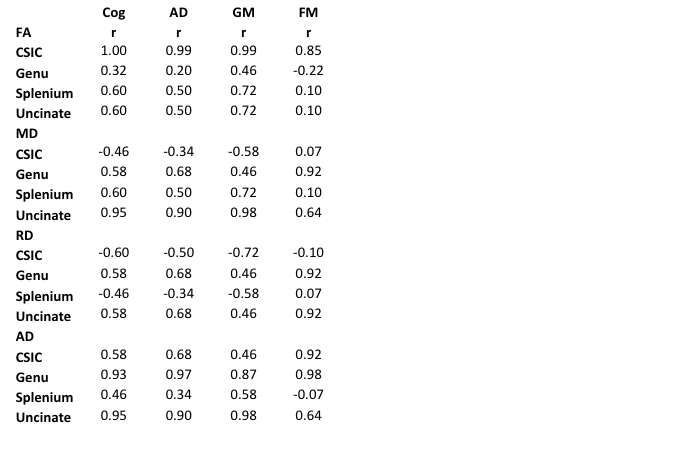 Cog AD GM FM
FA r r r r
CSIC 1.00 0.99 0.99 0.85
Genu 0.32 0.20 0.46 -0.22
Splenium 0.60 0.50 0.72 0.10
Uncinate 0.60 0.50 0.72 0.10
MD
CSIC -0.46 -0.34 -0.58 0.07
Genu 0.58 0.68 0.46 0.92
Splenium 0.60 0.50 0.72 0.10
Uncinate 0.95 0.90 0.98 0.64
RD
CSIC -0.60 -0.50 -0.72 -0.10
Genu 0.58 0.68 0.46 0.92
Splenium -0.46 -0.34 -0.58 0.07
Uncinate 0.58 0.68 0.46 0.92
AD
CSIC 0.58 0.68 0.46 0.92
Genu 0.93 0.97 0.87 0.98
Splenium 0.46 0.34 0.58 -0.07
Uncinate 0.95 0.90 0.98 0.64